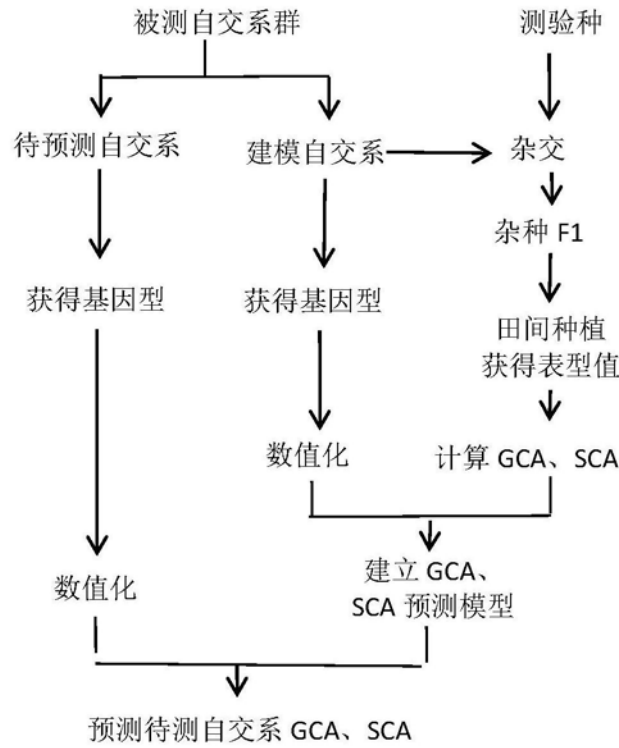 被测自交系群
测验种
待预测自交系
建模自交系
杂交
杂种 F1
获得基因型
获得基因型
田间种植
获得表型值
数值化
计算 GCA、SCA
数值化
建立 GCA、
SCA 预测模型
预测待测自交系 GCA、SCA